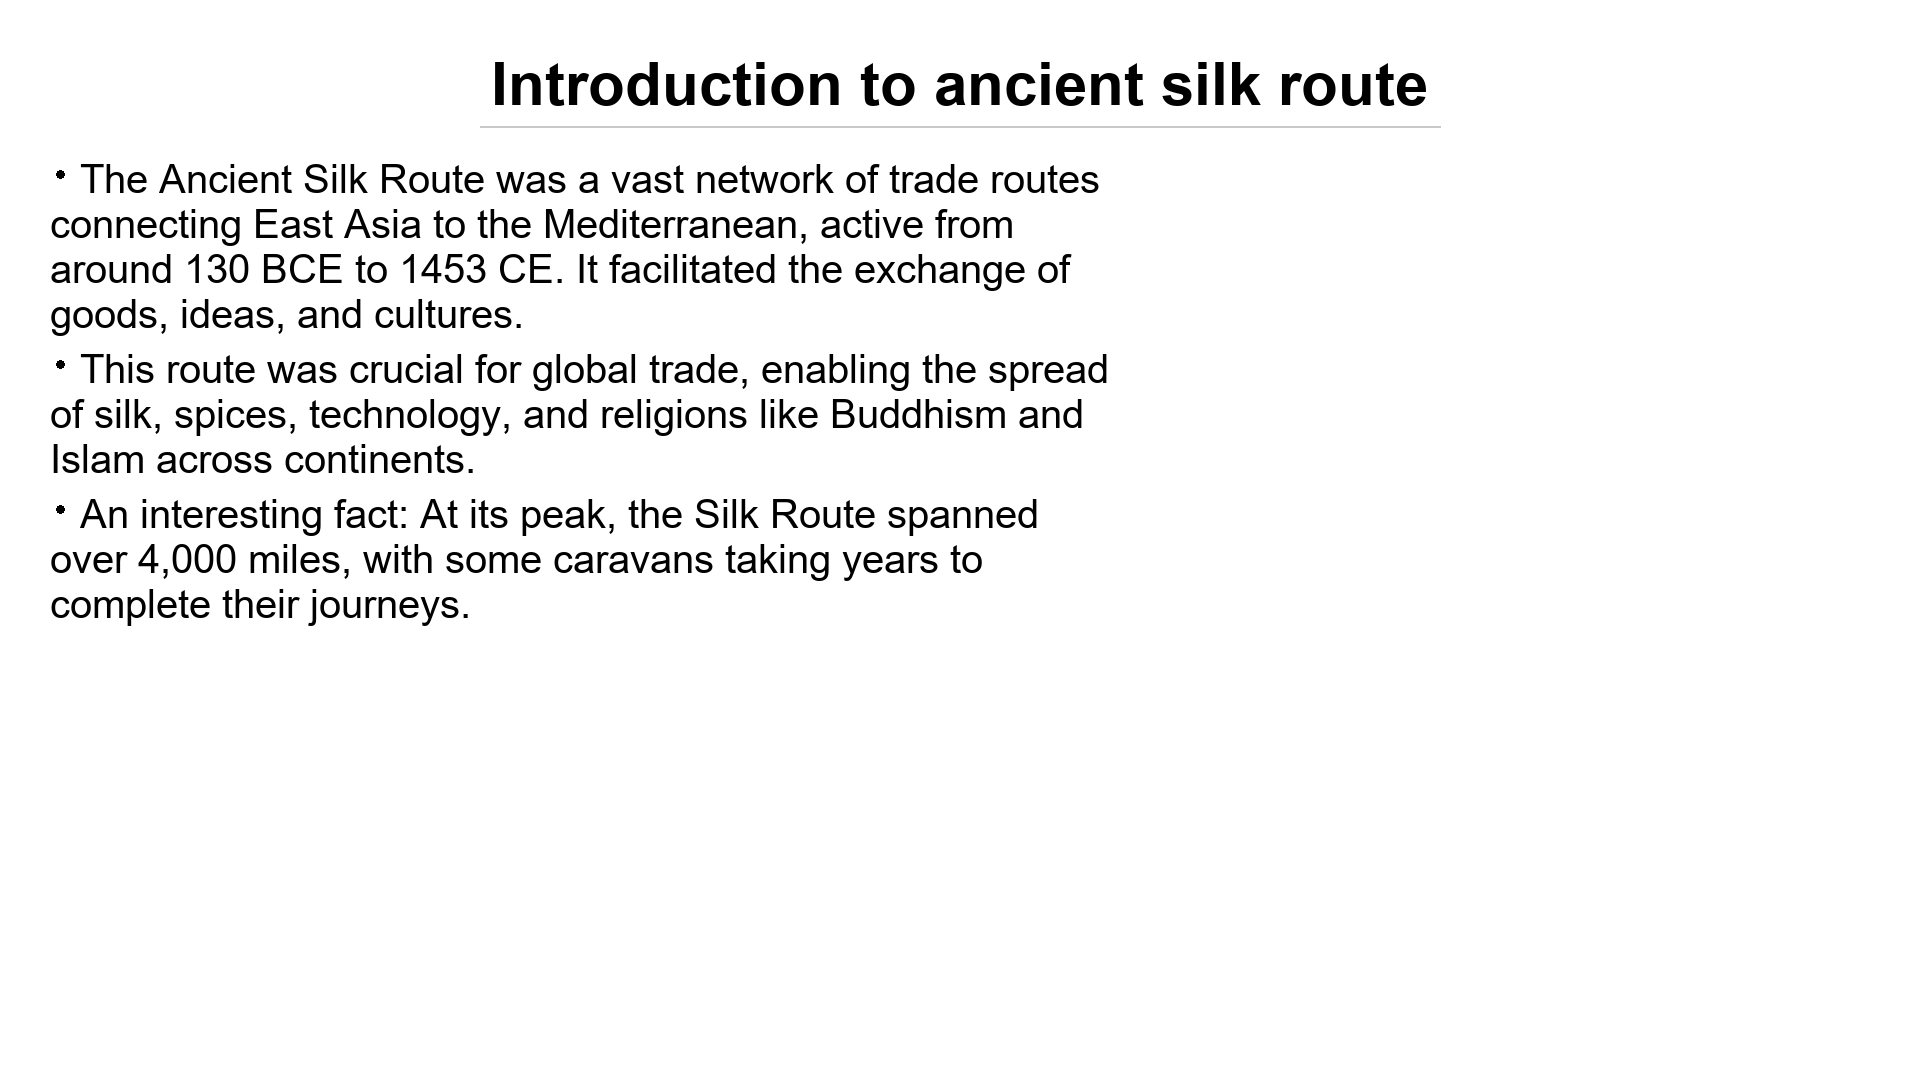 Introduction to ancient silk route
• The Ancient Silk Route was a vast network of trade routes
connecting East Asia to the Mediterranean, active from
around 130 BCE to 1453 CE. It facilitated the exchange of
goods, ideas, and cultures.
• This route was crucial for global trade, enabling the spread
of silk, spices, technology, and religions like Buddhism and
Islam across continents.
• An interesting fact: At its peak, the Silk Route spanned
over 4,000 miles, with some caravans taking years to
complete their journeys.